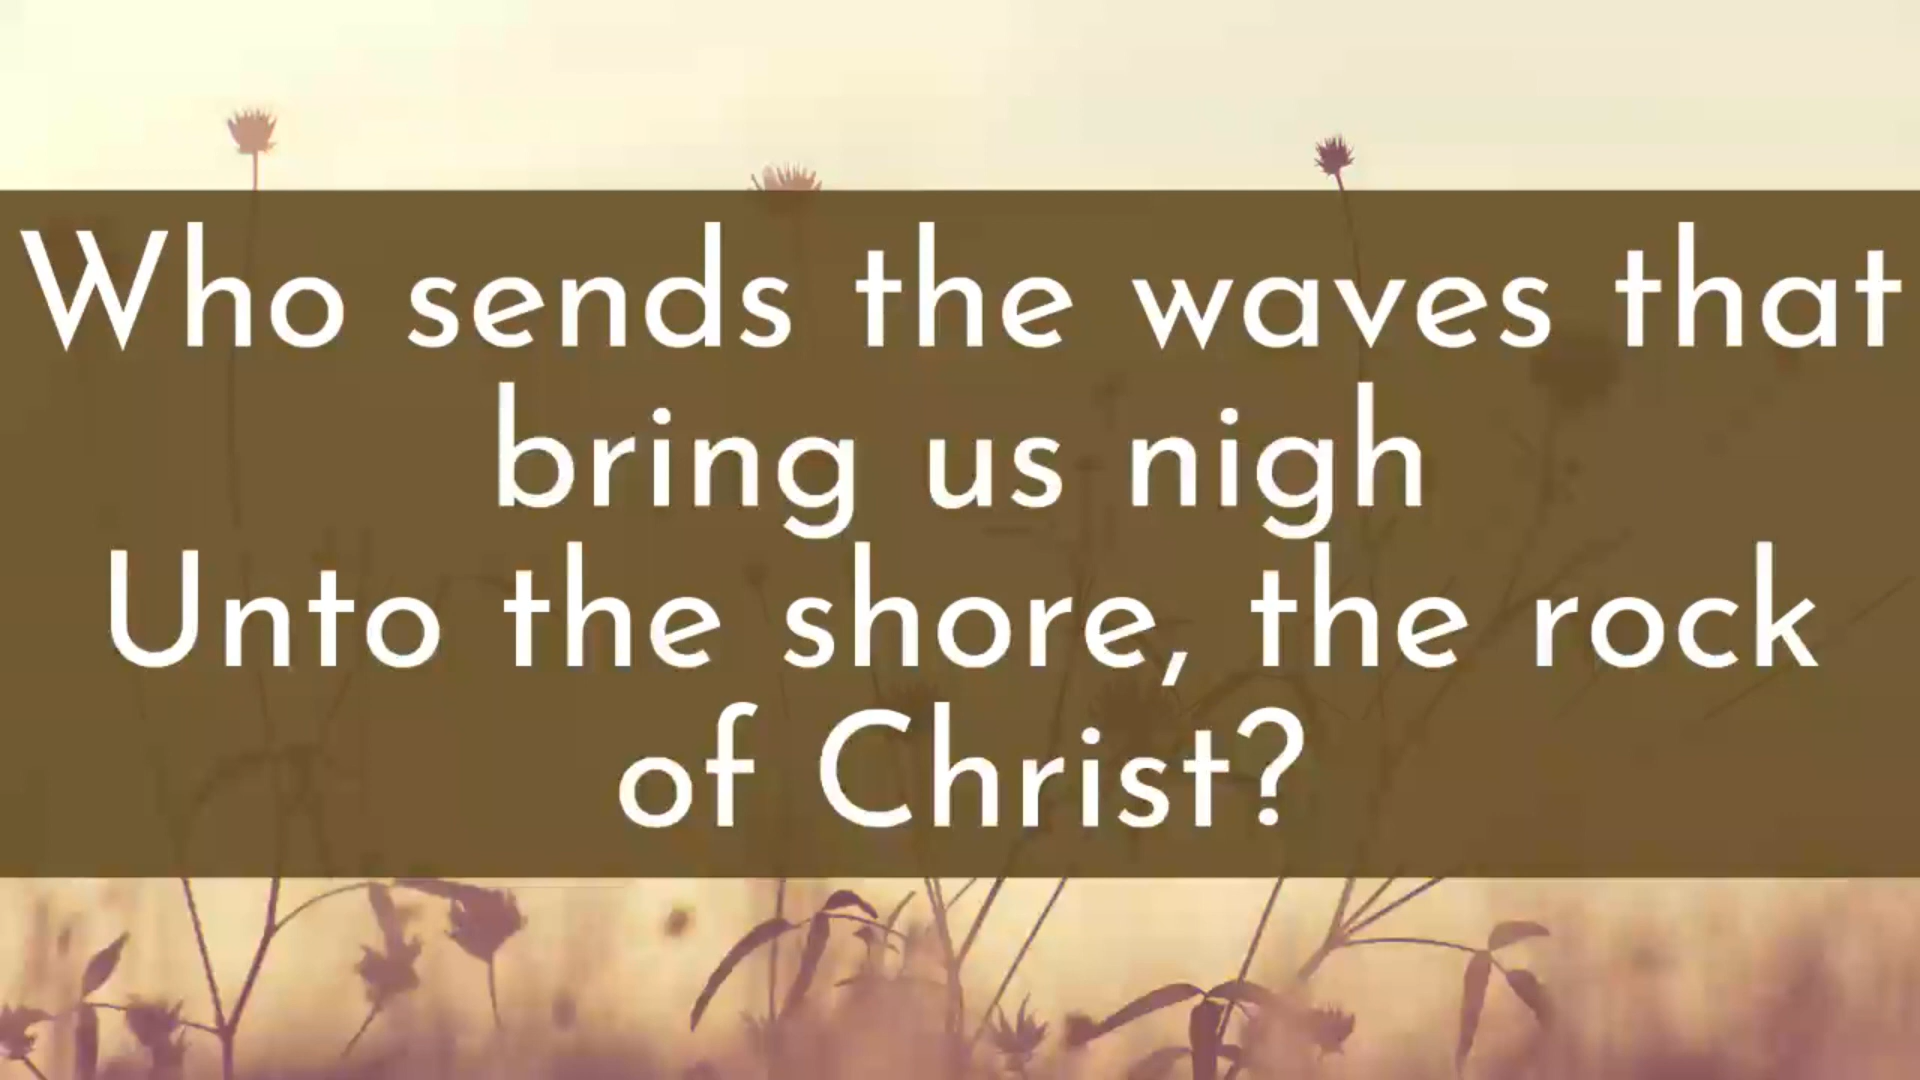 Who sends the waves that
bring us nigh
Unto the shore, the rock
of Christ?